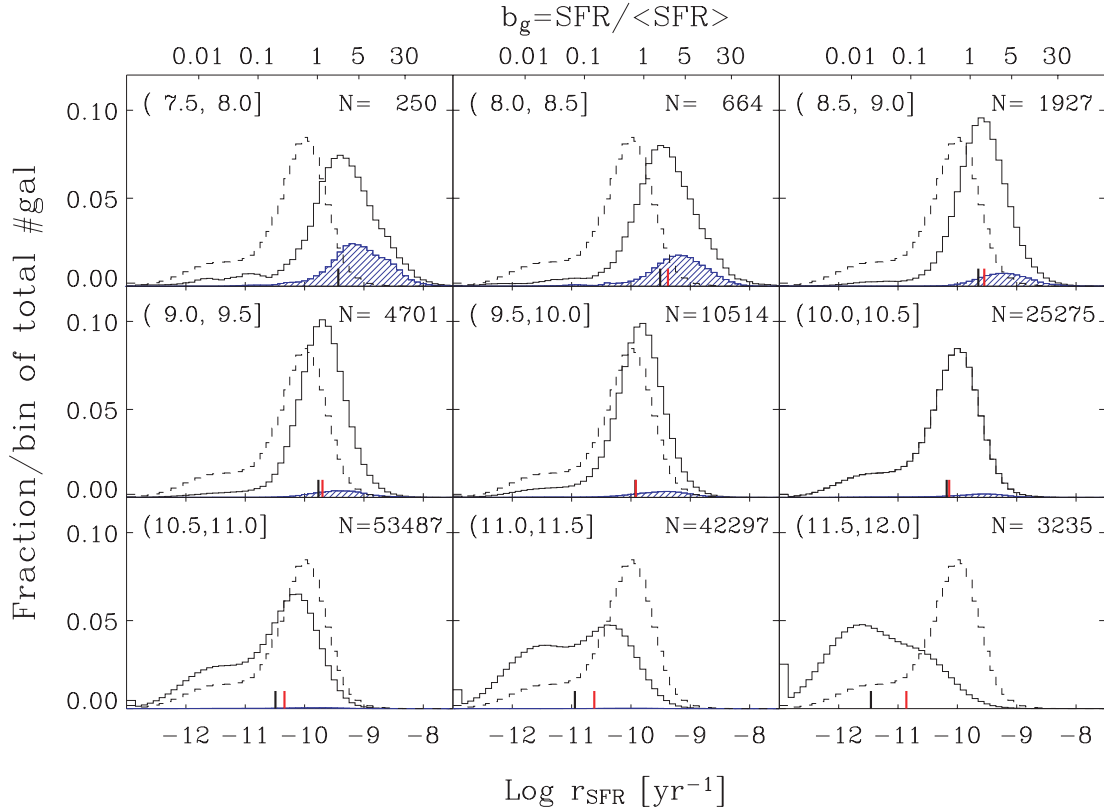 b_g=SFR/<SFR>
0.01 0.1 1 5 30 0.01 0.1 1 5 30 0.01 0.1 1 5 30
Fraction/bin of total #gal
0.10
0.05
0.00
( 7.5, 8.0] N= 250
( 8.0, 8.5] N= 664
( 8.5, 9.0] N= 1927
0.10
0.05
0.00
( 9.0, 9.5] N= 4701
( 9.5,10.0] N=10514
(10.0,10.5] N=25275
0.10
0.05
0.00
(10.5,11.0] N=53487
(11.0,11.5] N=42297
(11.5,12.0] N= 3235
−12 −11 −10 −9 −8 −12 −11 −10 −9 −8 −12 −11 −10 −9 −8
Log r_SFR [yr⁻¹]